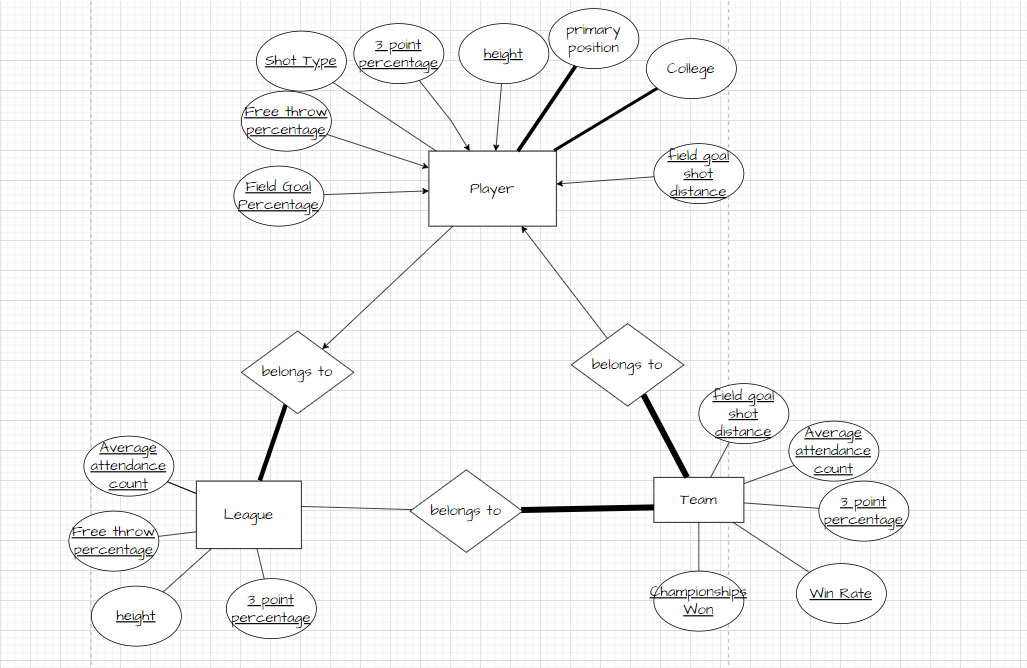 primary
position
Shot Type
3 point
percentage
height
College
Free throw
percentage
field goal
shot
distance
Field Goal
Percentage
Player
belongs to
belongs to
field goal
shot
distance
Average
attendance
count
Average
attendance
count
League
belongs to
Team
3 point
percentage
Free throw
percentage
height
3 point
percentage
Championships
Won
Win Rate